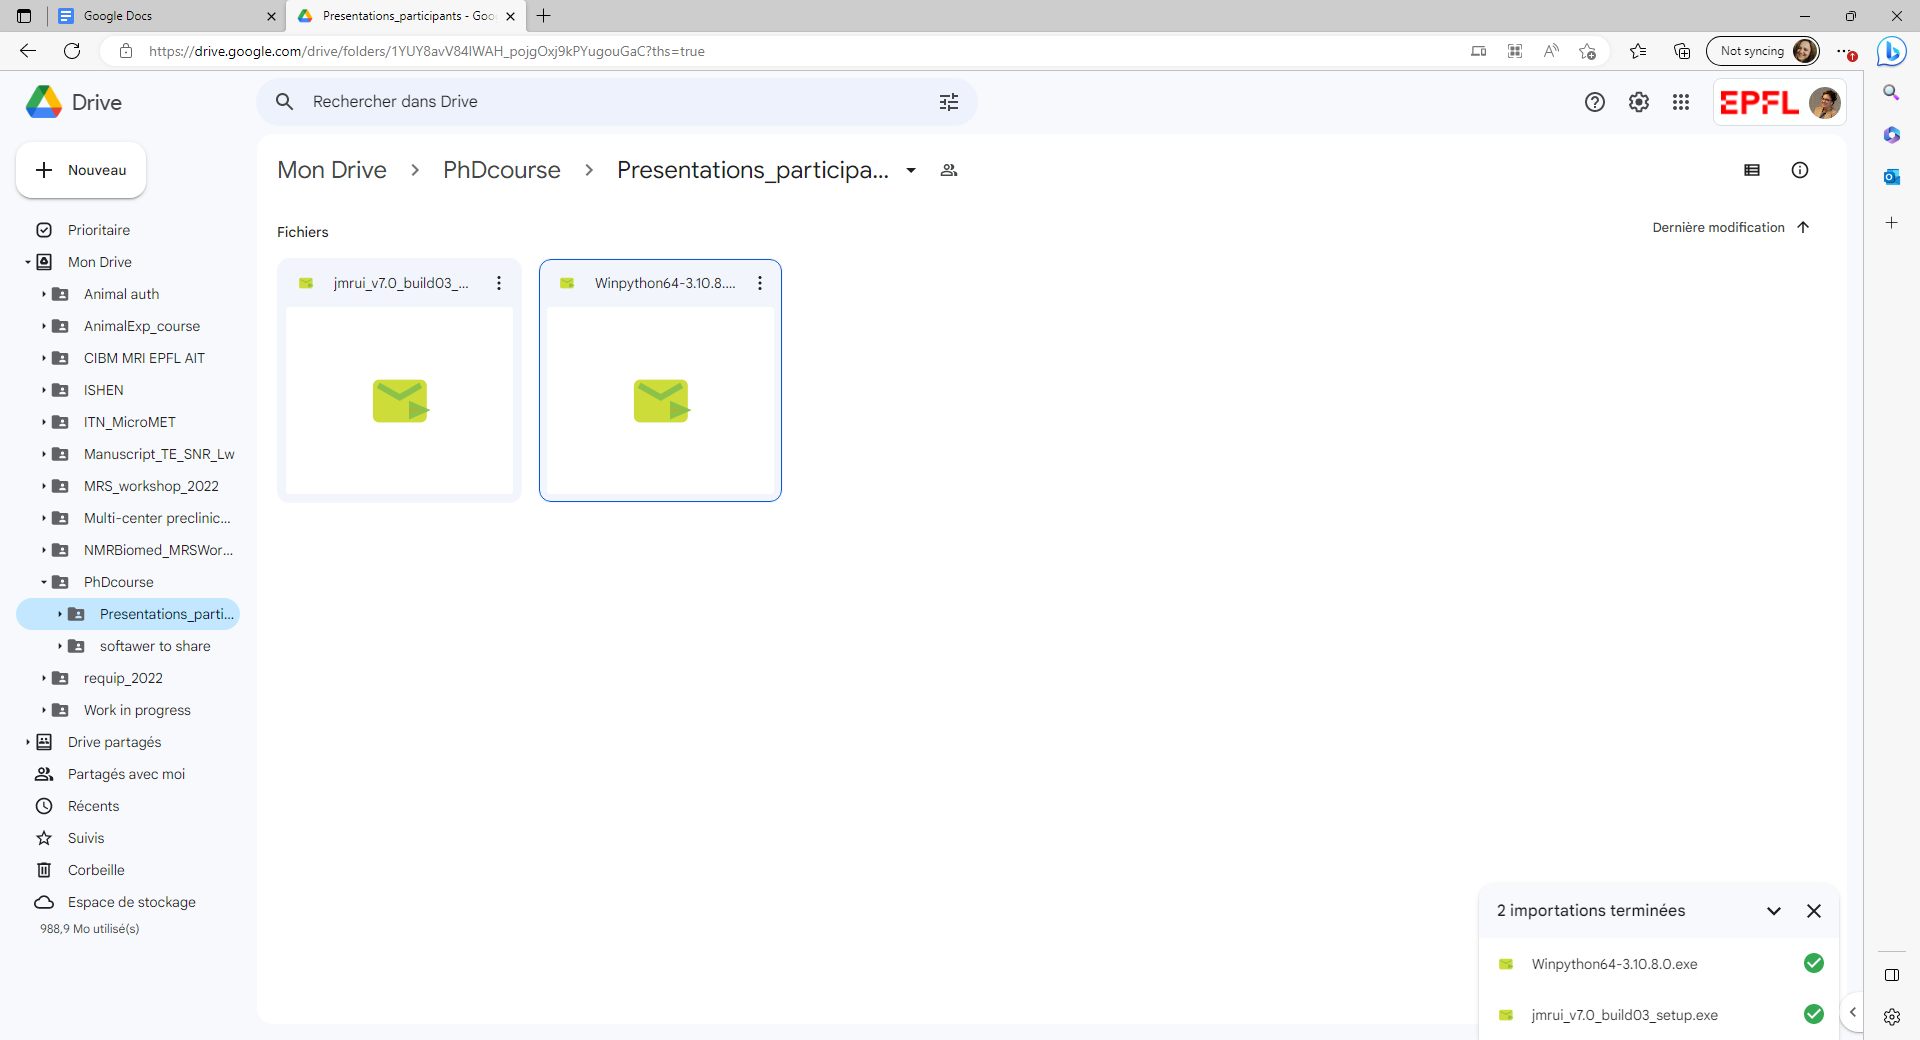 Google Docs
Presentations_participants - Goo
https://drive.google.com/drive/folders/1YUY8avV84IWAH_pojgOxj9kPYugouGaC?ths=true
Not syncing
Drive
Rechercher dans Drive
EPFL
Nouveau
Mon Drive > PhDcourse > Presentations_participa...
Fichiers
Dernière modification
jmrui_v7.0_build03_...
Winpython64-3.10.8....
Prioritaire
Mon Drive
Animal auth
AnimalExp_course
CIBM MRI EPFL AIT
ISHEN
ITN_MicroMET
Manuscript_TE_SNR_Lw
MRS_workshop_2022
Multi-center preclinic...
NMRBiomed_MRSWor...
PhDcourse
Presentations_parti...
softawer to share
requip_2022
Work in progress
Drive partagés
Partagés avec moi
Récents
Suivis
Corbeille
Espace de stockage
988,9 Mo utilisé(s)
2 importations terminées
Winpython64-3.10.8.0.exe
jmrui_v7.0_build03_setup.exe